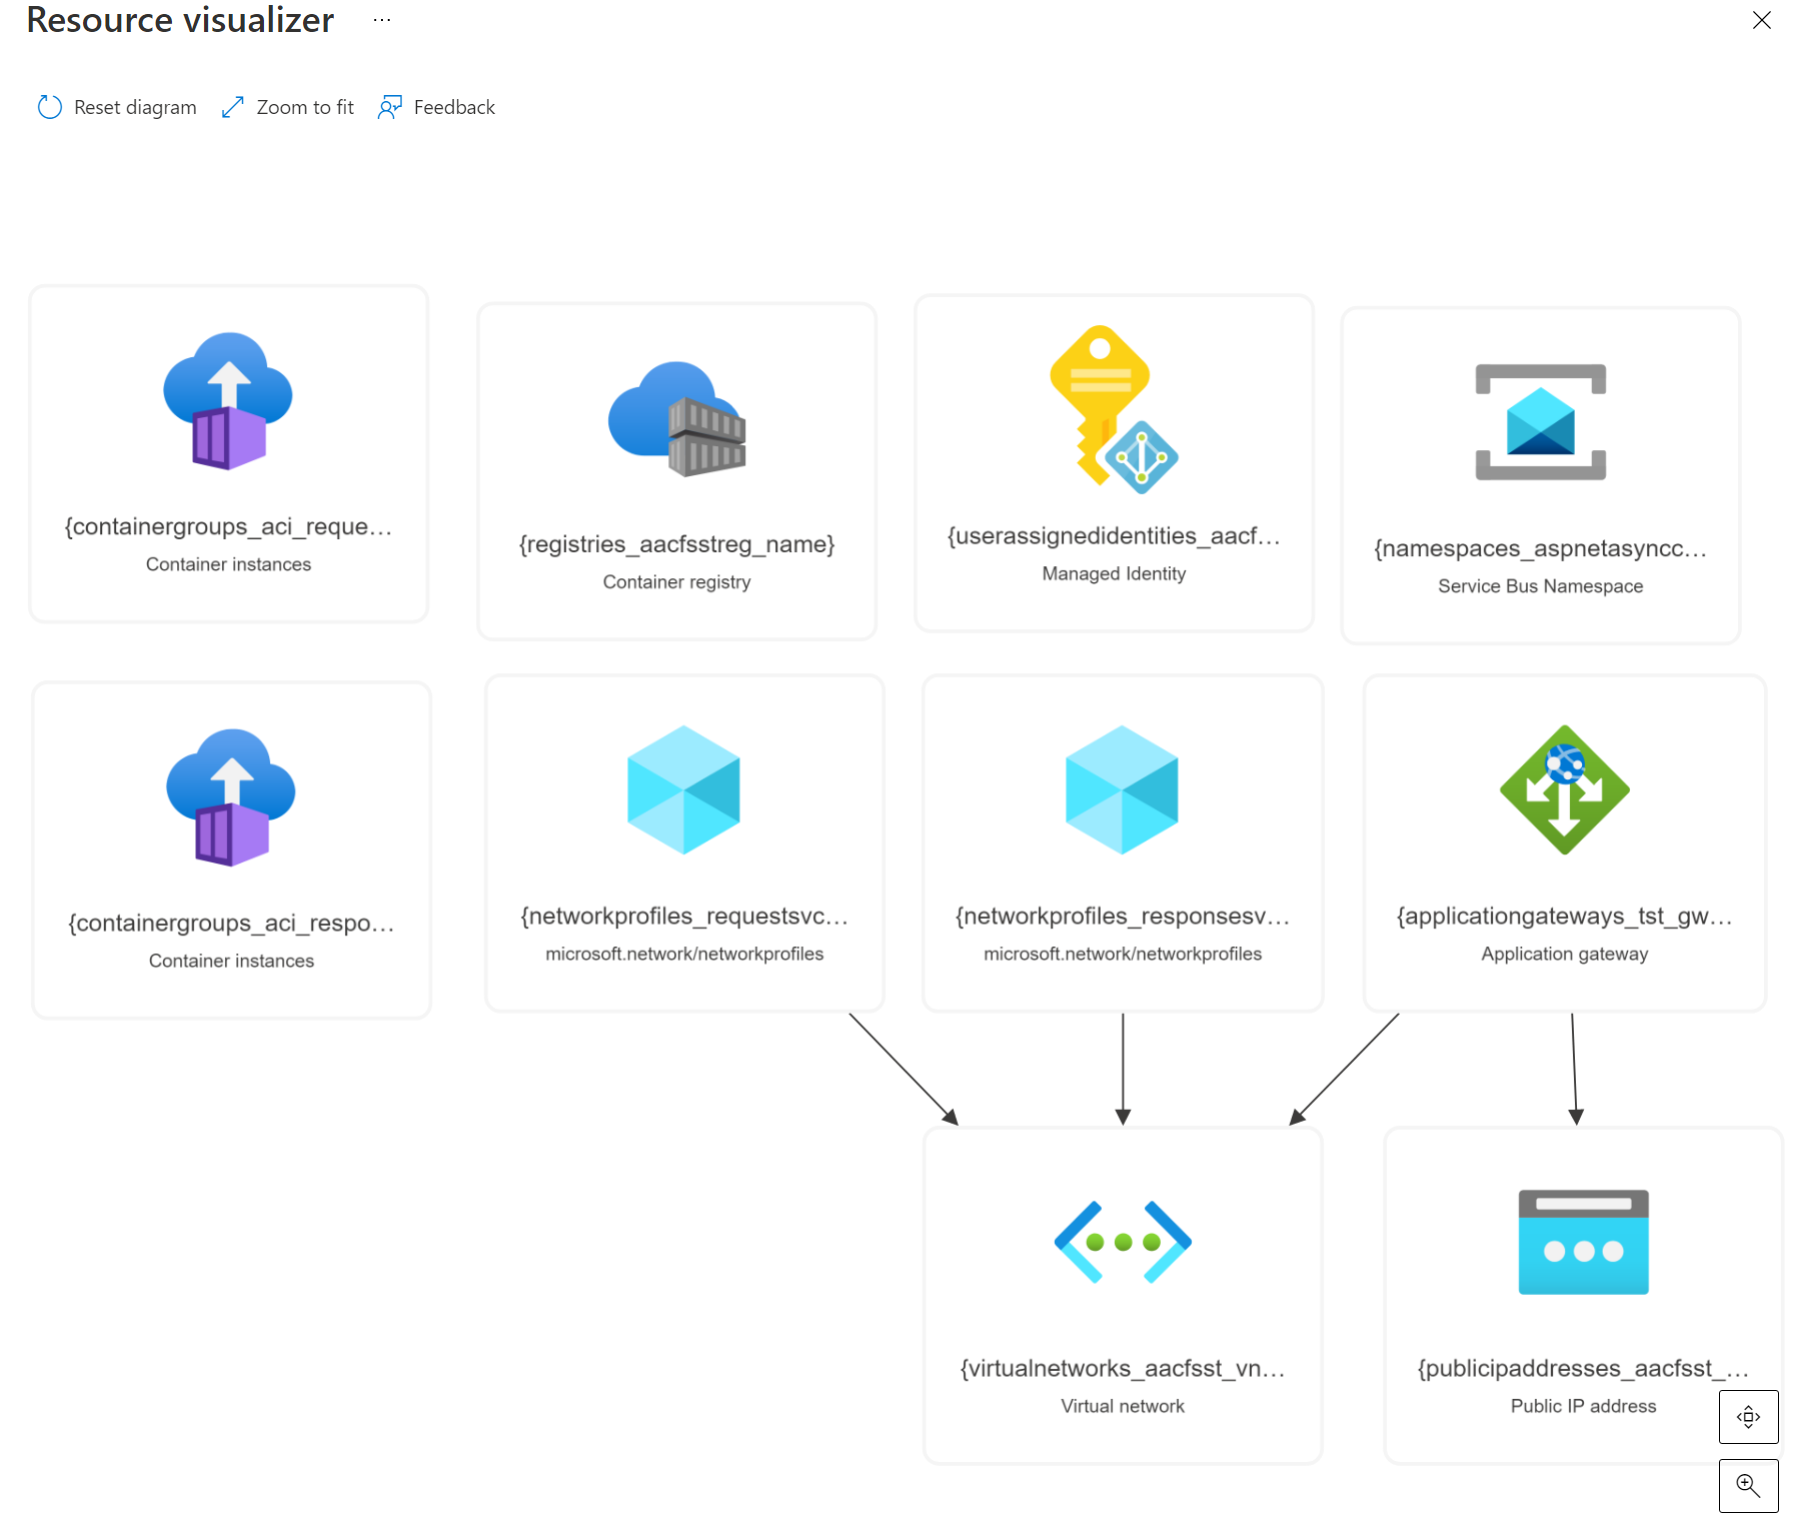 Resource visualizer ...
Reset diagram
Zoom to fit
Feedback
{containergroups_aci_reque...
Container instances
{registries_aacfsstreg_name}
Container registry
{userassignedidentities_aacf...
Managed Identity
{namespaces_aspnetasyncc...
Service Bus Namespace
{containergroups_aci_respo...
Container instances
{networkprofiles_requestsvc...
microsoft.network/networkprofiles
{networkprofiles_responsesv...
microsoft.network/networkprofiles
{applicationgateways_tst_gw...
Application gateway
{virtualnetworks_aacfsst_vn...
Virtual network
{publicipaddresses_aacfsst_...
Public IP address